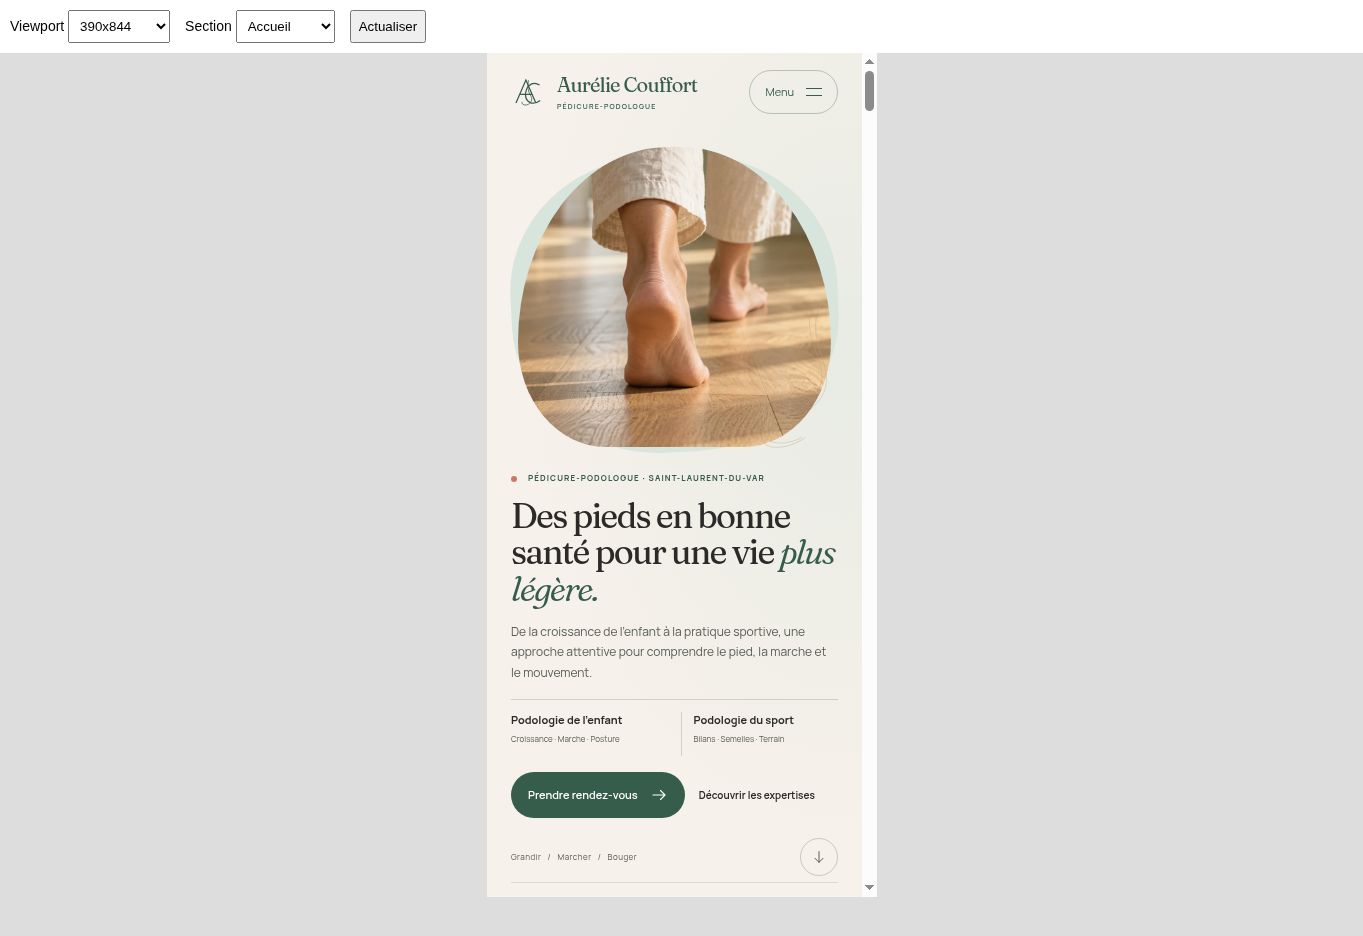 Viewport 390x844 Section Accueil Actualiser
Aurélie Couffort
PÉDICURE-PODOLOGUE
Menu
PÉDICURE-PODOLOGUE · SAINT-LAURENT-DU-VAR
Des pieds en bonne
santé pour une vie plus
légère.
De la croissance de l'enfant à la pratique sportive, une
approche attentive pour comprendre le pied, la marche et
le mouvement.
Podologie de l'enfant
Croissance · Marche · Posture
Podologie du sport
Bilans · Semelles · Terrain
Prendre rendez-vous
Découvrir les expertises
Grandir / Marcher / Bouger